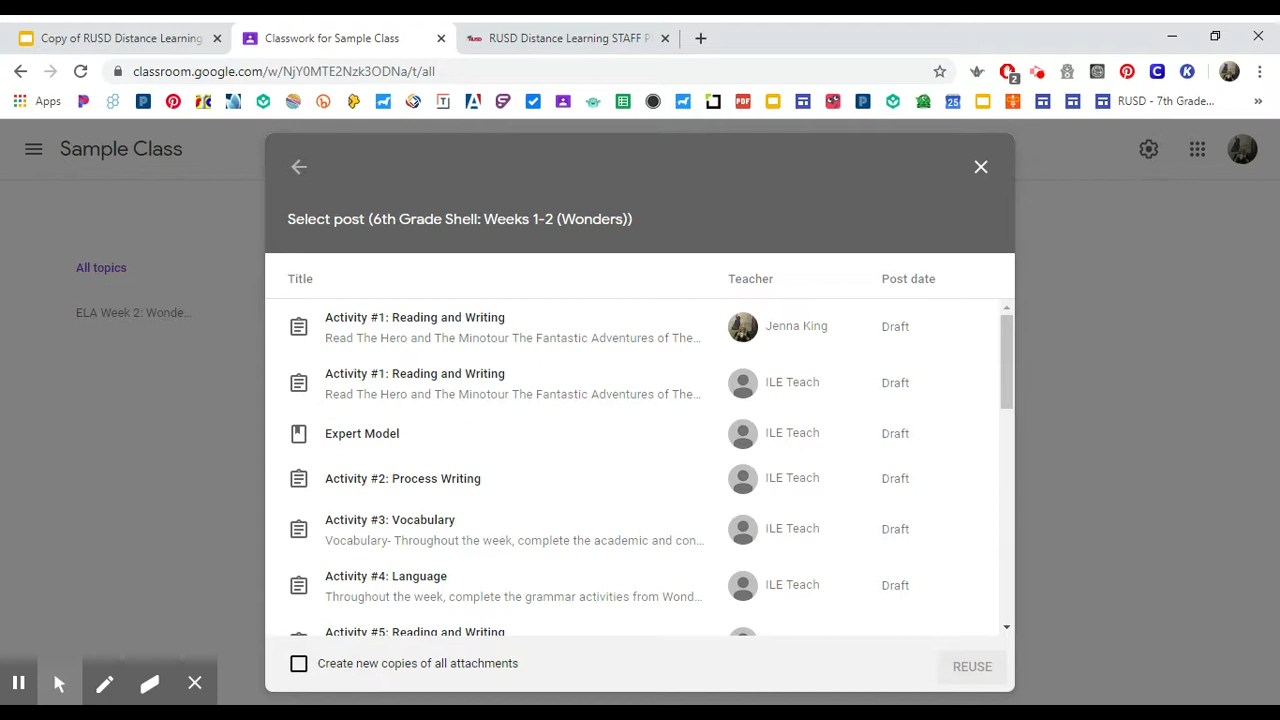 Copy of RUSD Distance Learning
Classwork for Sample Class
RUSD Distance Learning STAFF P
classroom.google.com/w/NjY0MTE2Nzk3ODNa/t/all
2
Apps
PDF
25
RUSD - 7th Grade...
Sample Class
Select post (6th Grade Shell: Weeks 1-2 (Wonders))
All topics
ELA Week 2: Wonde...
Title Teacher Post date
Activity #1: Reading and Writing
Read The Hero and The Minotour The Fantastic Adventures of The...
Jenna King
Draft
Activity #1: Reading and Writing
Read The Hero and The Minotour The Fantastic Adventures of The...
ILE Teach
Draft
Expert Model
ILE Teach
Draft
Activity #2: Process Writing
ILE Teach
Draft
Activity #3: Vocabulary
Vocabulary- Throughout the week, complete the academic and con...
ILE Teach
Draft
Activity #4: Language
Throughout the week, complete the grammar activities from Wond...
ILE Teach
Draft
Activity #5: Reading and Writing
Create new copies of all attachments
REUSE